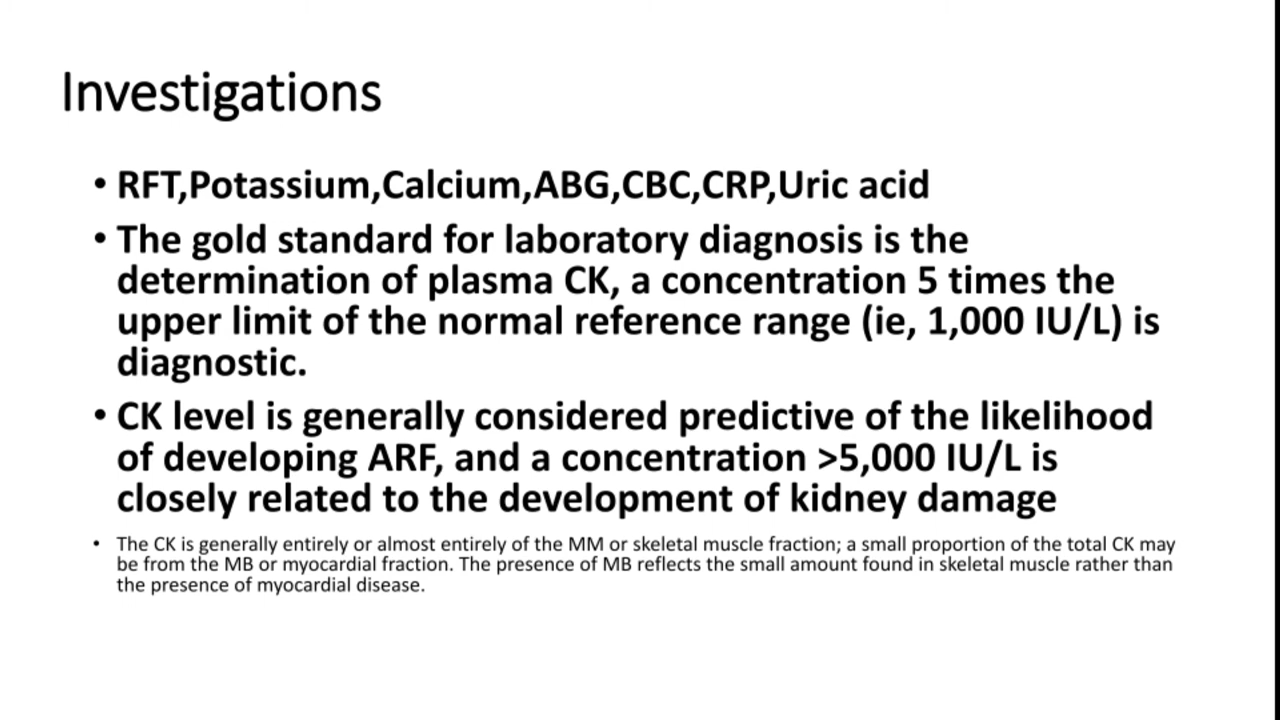 Investigations
• RFT,Potassium,Calcium,ABG,CBC,CRP,Uric acid
• The gold standard for laboratory diagnosis is the
determination of plasma CK, a concentration 5 times the
upper limit of the normal reference range (ie, 1,000 IU/L) is
diagnostic.
• CK level is generally considered predictive of the likelihood
of developing ARF, and a concentration >5,000 IU/L is
closely related to the development of kidney damage
• The CK is generally entirely or almost entirely of the MM or skeletal muscle fraction; a small proportion of the total CK may
be from the MB or myocardial fraction. The presence of MB reflects the small amount found in skeletal muscle rather than
the presence of myocardial disease.